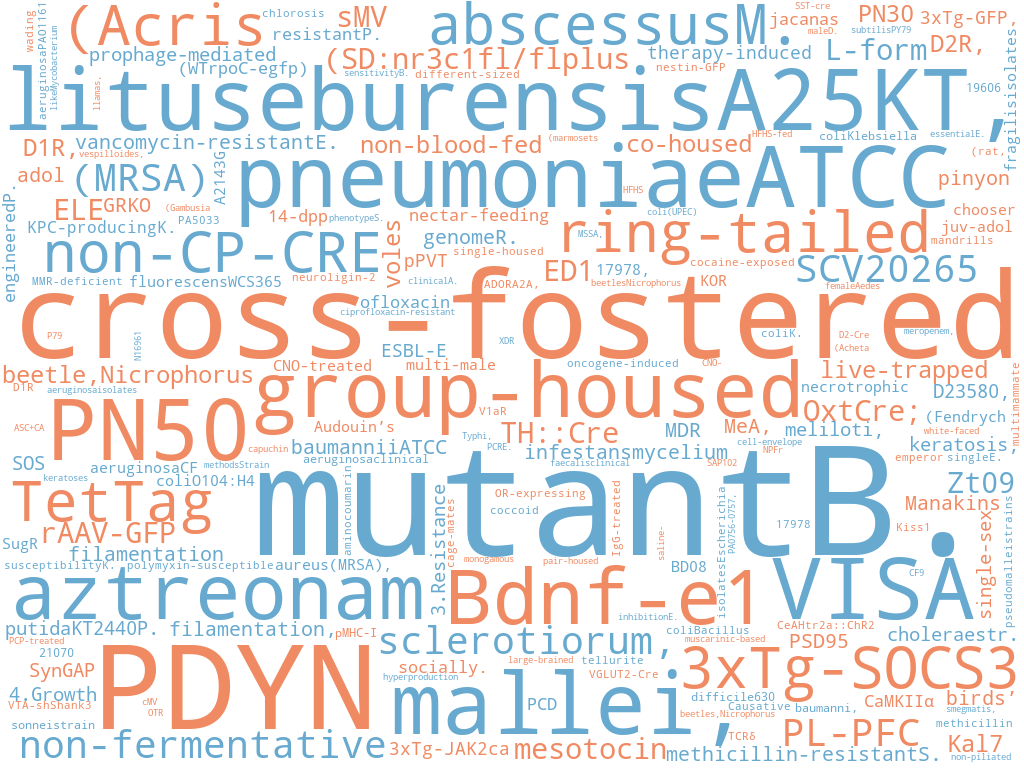 (Acris
chlorosis
sMV
abscessusM.
SST-cre
jacanas
maleD.
PN30
3xTg-GFP,
wading
aeruginosaPAO1161
likeMycobacterium
llamas,
resistantP.
prophage-mediated
(SD:nr3c1fl/flplus
therapy-induced
subtilisPY79
L-form
D2R,
(WTrpoC-egfp)
sensitivityB.
different-sized
nestin-GFP
lituseburensisA25KT,
19606,
fragilisisolates
D1R,
vancomycin-resistantE.
non-blood-fed
(marmosets
co-housed
HFHS-fed
coliKlebsiella
essentialE.
vespilloides,
(rat,
adol
(MRSA)
A2143G
pneumoniaeATCC
pinyon
engineeredP.
ELE
GRKO
(Gambusia
PA5033
14-dpp
phenotypeS.
nectar-feeding
HFHS
coli(UPEC)
ring-tailed
chooser
juv-adol
mandrills
KPC-producingK.
non-CP-CRE
voles
genomeR.
single-housed
MSSA,
pPVT
ED1
17978,
cocaine-exposed
SCV20265
MMR-deficient
fluorescensWCS365
neuroligin-2
clinicalA.
ADORA2A,
beetlesNicrophorus
KOR
femaleAedes
cross-fostered
ofloxacin
ciprofloxacin-resistant
P79
N16961
ESBL-E
XDR
coliK.
D2-Cre
(Acheta
meropenem,
beetle,Nicrophorus
CNO-treated
multi-male
oncogene-induced
CNO-
live-trapped
DTR
aeruginosaisolates
group-housed
necrotrophic
D23580,
multimammate
PN50
ASC+CA
V1aR
OxtCre;
(Fendrych
Audouin’s
TH::Cre
MDR
MeA,
meliloti,
white-faced
capuchin
baumanniiATCC
Typhi,
PCRE.
infestansmycelium
cell-envelope
NPFr
keratosis,
SOS
aeruginosaCF
methodsStrain
aeruginosaclinical
faecalisclinical
SAP102
emperor
singleE.
keratoses
coliO104:H4
mutantB.
Zt09
TetTag
aminocoumarin
3.Resistance
cage-mates
OR-expressing
coccoid
IgG-treated
saline-
isolatesEscherichia
PA0756-0757.
17978
Manakins
Kiss1
single-sex
pseudomalleistrains
rAAV-GFP
SugR
filamentation
monogamous
pair-housed
susceptibilityK.
polymyxin-susceptible
aureus(MRSA),
BD08
CF9
aztreonam
Bdnf-e1
VISA
inhibitionE.
putidaKT2440P.
filamentation,
pMHC-I
sclerotiorum,
coliBacillus
muscarinic-based
CeAHtr2a::ChR2
PSD95
choleraestr.
PCP-treated
21070
SynGAP
PDYN
socially.
large-brained
tellurite
VGLUT2-Cre
3xTg-SOCS3
hyperproduction
4.Growth
VTA-shShank3
cMV
OTR
mallei,
PCD
difficile630
Causative
baumanni,
CaMKIIα
birds’
smegmatis,
beetles,Nicrophorus
sonneistrain
non-fermentative
3xTg-JAK2ca
mesotocin
methicillin-resistantS.
TCRδ
PL-PFC
methicillin
Kal7
non-piliated